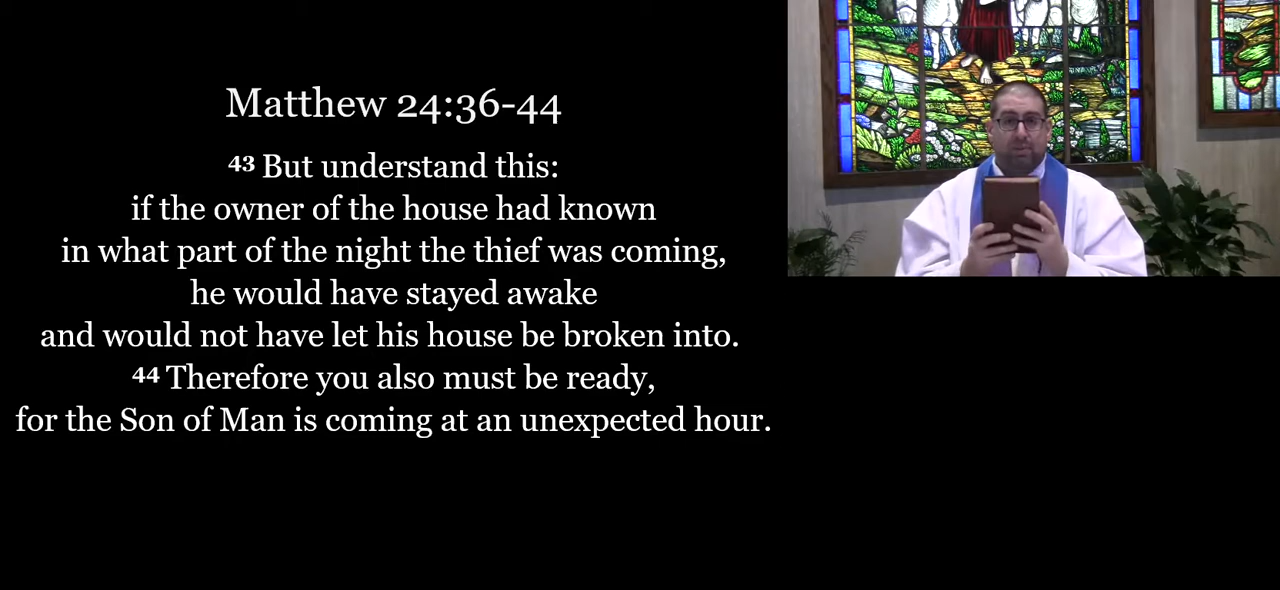 Matthew 24:36-44
43 But understand this:
if the owner of the house had known
in what part of the night the thief was coming,
he would have stayed awake
and would not have let his house be broken into.
44 Therefore you also must be ready,
for the Son of Man is coming at an unexpected hour.